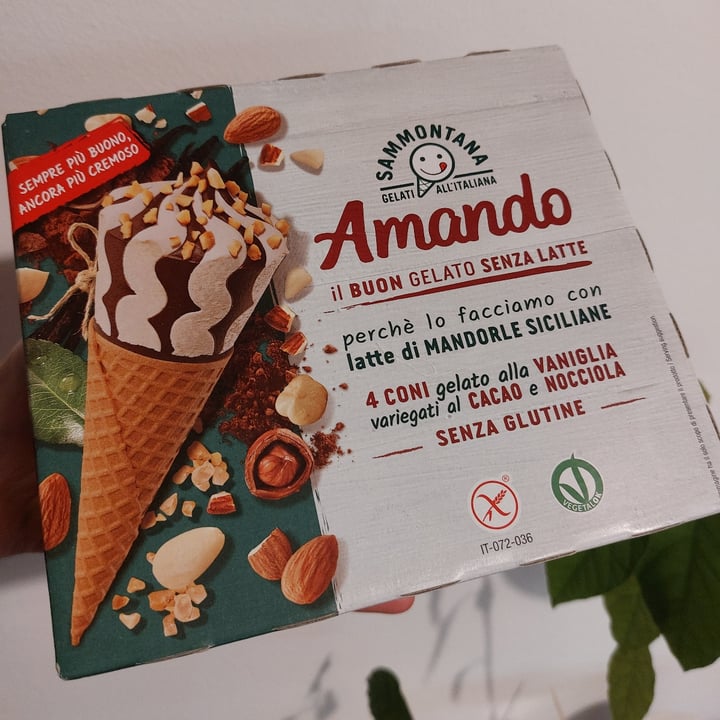 SEMPRE PIÙ BUONO,
ANCORA PIÙ CREMOSO
SAMMONTANA
GELATI ALL'ITALIANA
Amando
il BUON GELATO SENZA LATTE
perchè lo facciamo con
latte di MANDORLE SICILIANE
4 CONI gelato alla VANIGLIA
variegati al CACAO e NOCCIOLA
SENZA GLUTINE
VEGETALOK
IT-072-036